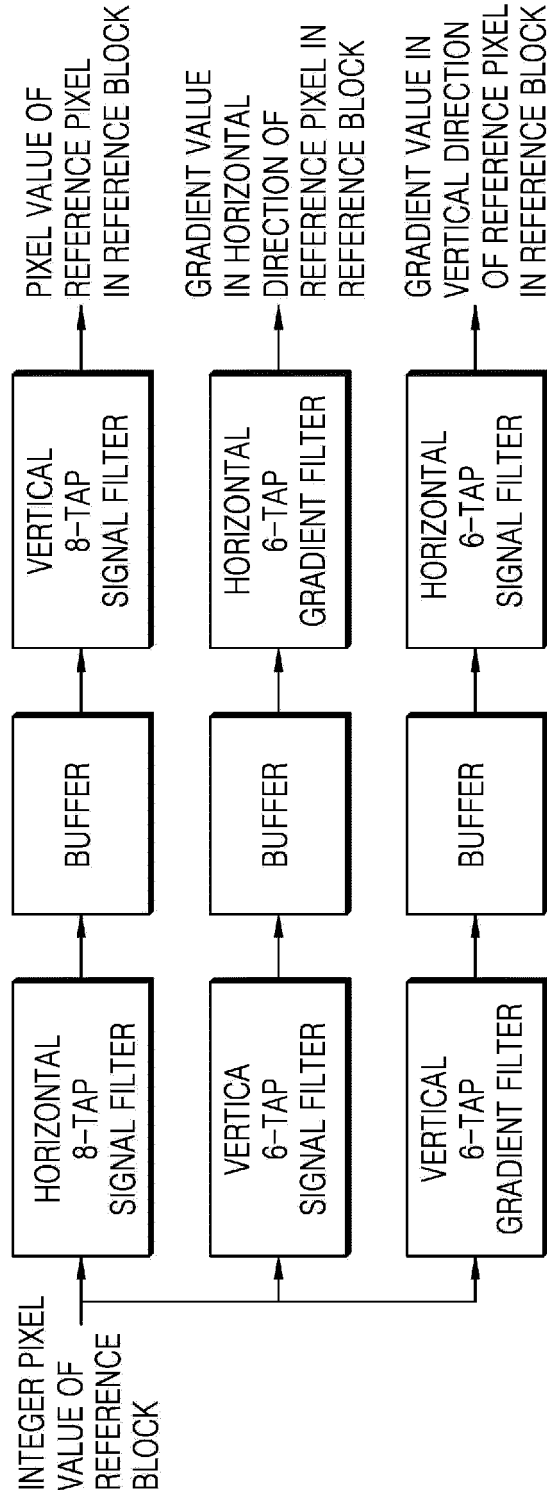 INTEGER PIXEL
VALUE OF
REFERENCE
BLOCK
HORIZONTAL
8-TAP
SIGNAL FILTER
BUFFER
VERTICAL
8-TAP
SIGNAL FILTER
PIXEL VALUE OF
REFERENCE PIXEL
IN REFERENCE BLOCK
VERTICA
6-TAP
SIGNAL FILTER
BUFFER
HORIZONTAL
6-TAP
GRADIENT FILTER
GRADIENT VALUE
IN HORIZONTAL
DIRECTION OF
REFERENCE PIXEL IN
REFERENCE BLOCK
VERTICAL
6-TAP
GRADIENT FILTER
BUFFER
HORIZONTAL
6-TAP
SIGNAL FILTER
GRADIENT VALUE IN
VERTICAL DIRECTION
OF REFERENCE PIXEL
IN REFERENCE BLOCK